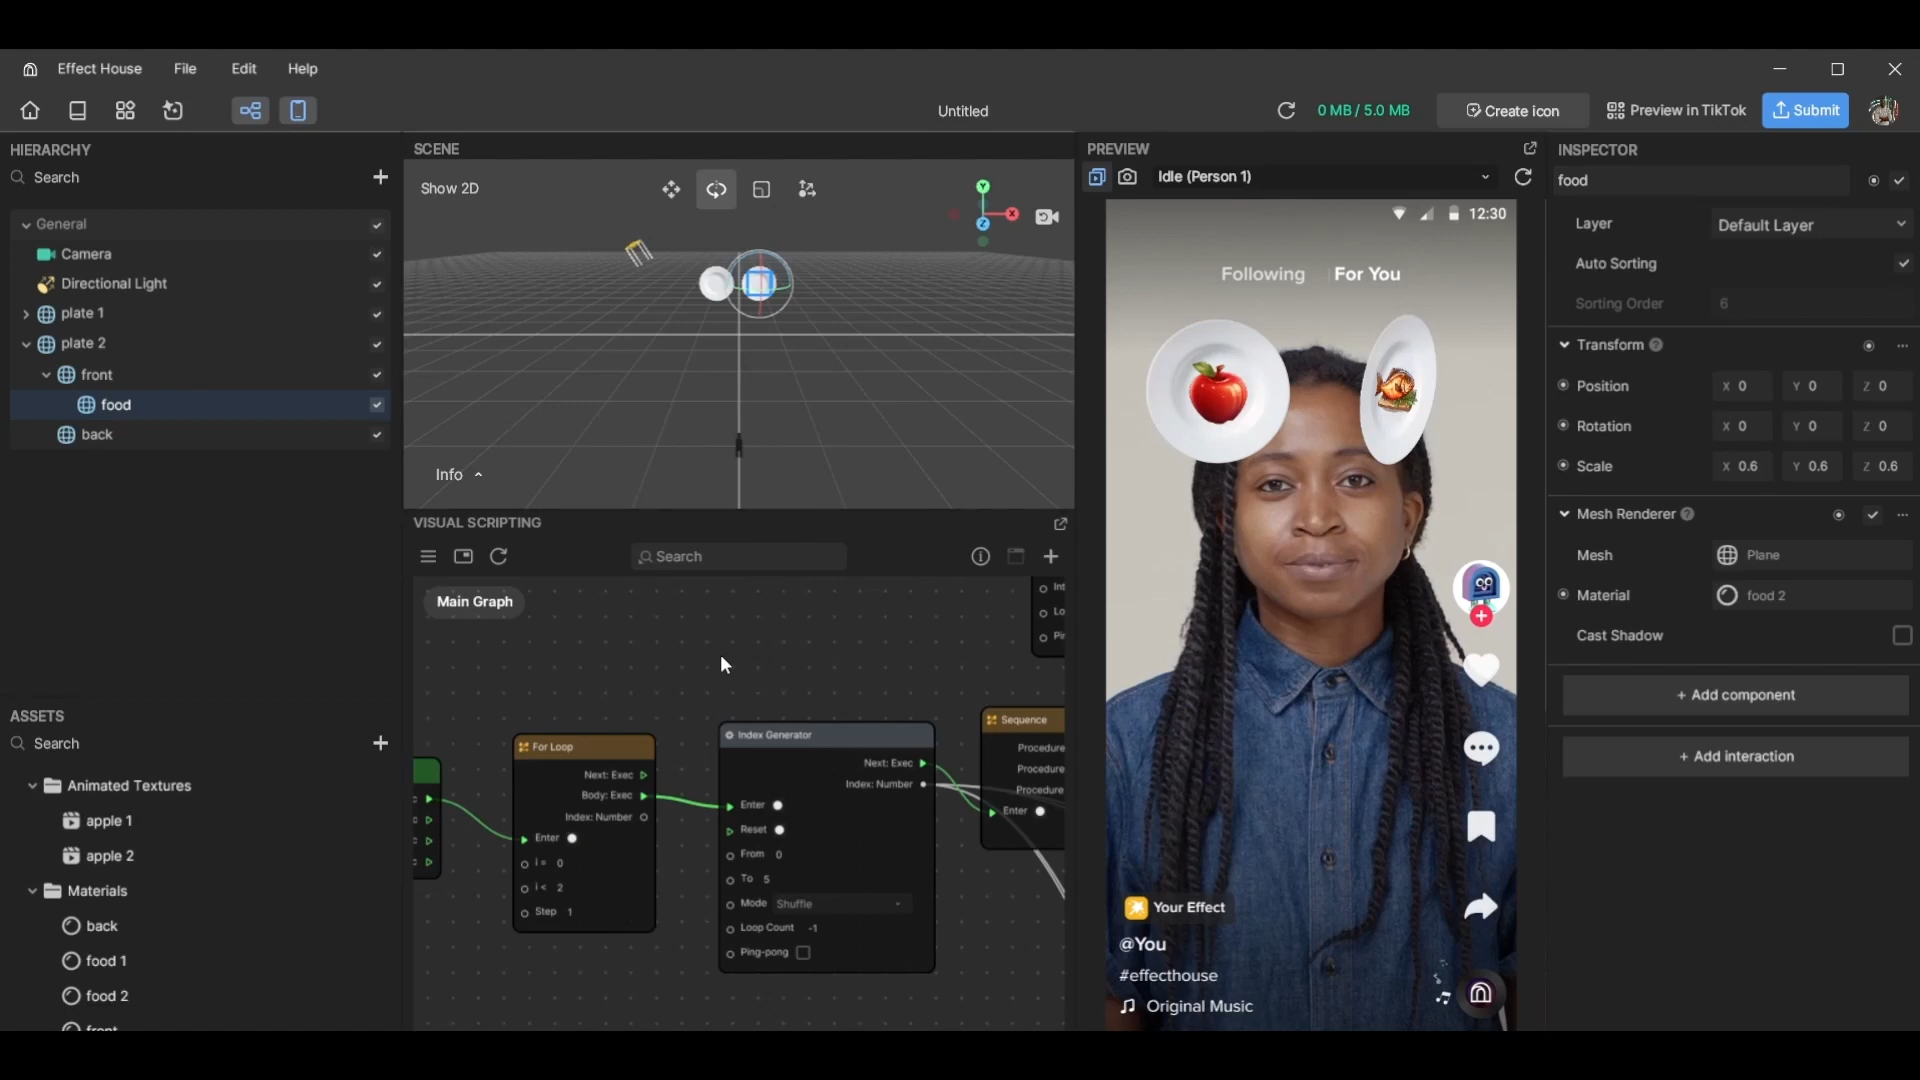 Effect House File Edit Help
Untitled
0 MB / 5.0 MB
Create icon
Preview in TikTok
Submit
HIERARCHY
Search
General
Camera
Directional Light
plate 1
plate 2
front
food
back
ASSETS
Search
Animated Textures
apple 1
apple 2
Materials
back
food 1
food 2
SCENE
Show 2D
Y
X
Z
Info
VISUAL SCRIPTING
Search
Main Graph
For Loop
Next: Exec
Body: Exec
Index: Number
Enter
i = 0
i < 2
Step 1
Index Generator
Next: Exec
Index: Number
Enter
Reset
From 0
To 5
Mode Shuffle
Loop Count -1
Ping-pong
Sequence
Procedure
Procedure
Procedure
Enter
PREVIEW
Idle (Person 1)
12:30
Following For You
Your Effect
@You
#effecthouse
Original Music
INSPECTOR
food
Layer Default Layer
Auto Sorting
Sorting Order 6
Transform
Position X 0 Y 0 Z 0
Rotation X 0 Y 0 Z 0
Scale X 0.6 Y 0.6 Z 0.6
Mesh Renderer
Mesh Plane
Material food 2
Cast Shadow
+ Add component
+ Add interaction